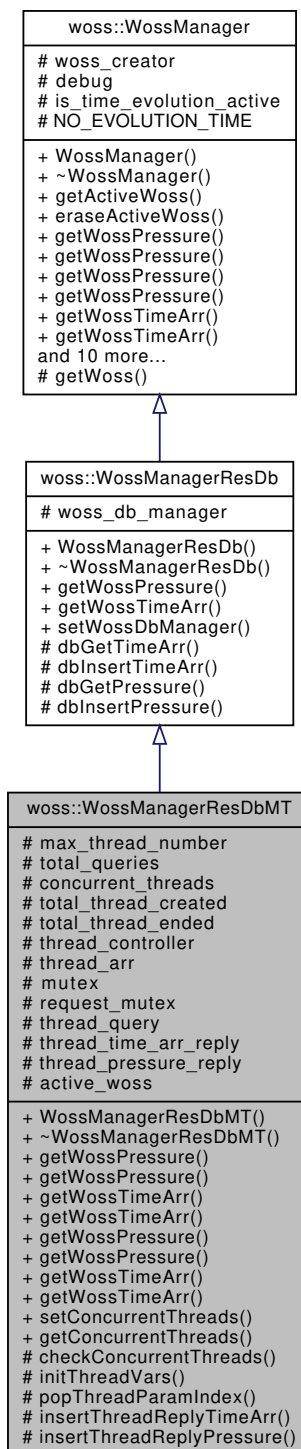 woss::WossManager
# woss_creator
# debug
# is_time_evolution_active
# NO_EVOLUTION_TIME
+ WossManager()
+ ~WossManager()
+ getActiveWoss()
+ eraseActiveWoss()
+ getWossPressure()
+ getWossPressure()
+ getWossPressure()
+ getWossPressure()
+ getWossTimeArr()
+ getWossTimeArr()
and 10 more...
# getWoss()
woss::WossManagerResDb
# woss_db_manager
+ WossManagerResDb()
+ ~WossManagerResDb()
+ getWossPressure()
+ getWossTimeArr()
+ setWossDbManager()
# dbGetTimeArr()
# dbInsertTimeArr()
# dbGetPressure()
# dbInsertPressure()
woss::WossManagerResDbMT
# max_thread_number
# total_queries
# concurrent_threads
# total_thread_created
# total_thread_ended
# thread_controller
# thread_arr
# mutex
# request_mutex
# thread_query
# thread_time_arr_reply
# thread_pressure_reply
# active_woss
+ WossManagerResDbMT()
+ ~WossManagerResDbMT()
+ getWossPressure()
+ getWossPressure()
+ getWossTimeArr()
+ getWossTimeArr()
+ getWossPressure()
+ getWossPressure()
+ getWossTimeArr()
+ getWossTimeArr()
+ setConcurrentThreads()
+ getConcurrentThreads()
# checkConcurrentThreads()
# initThreadVars()
# popThreadParamIndex()
# insertThreadReplyTimeArr()
# insertThreadReplyPressure()